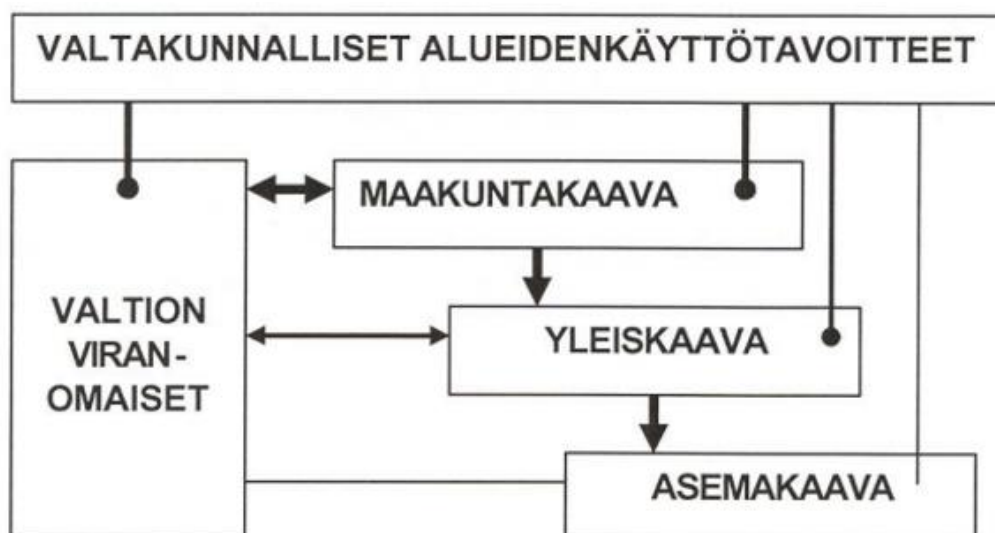 VALTAKUNNALLISET ALUEIDENKÄYTTÖTAVOITTEET
MAAKUNTAKAAVA
VALTION
VIRAN-
OMAISET
YLEISKAAVA
ASEMAKAAVA